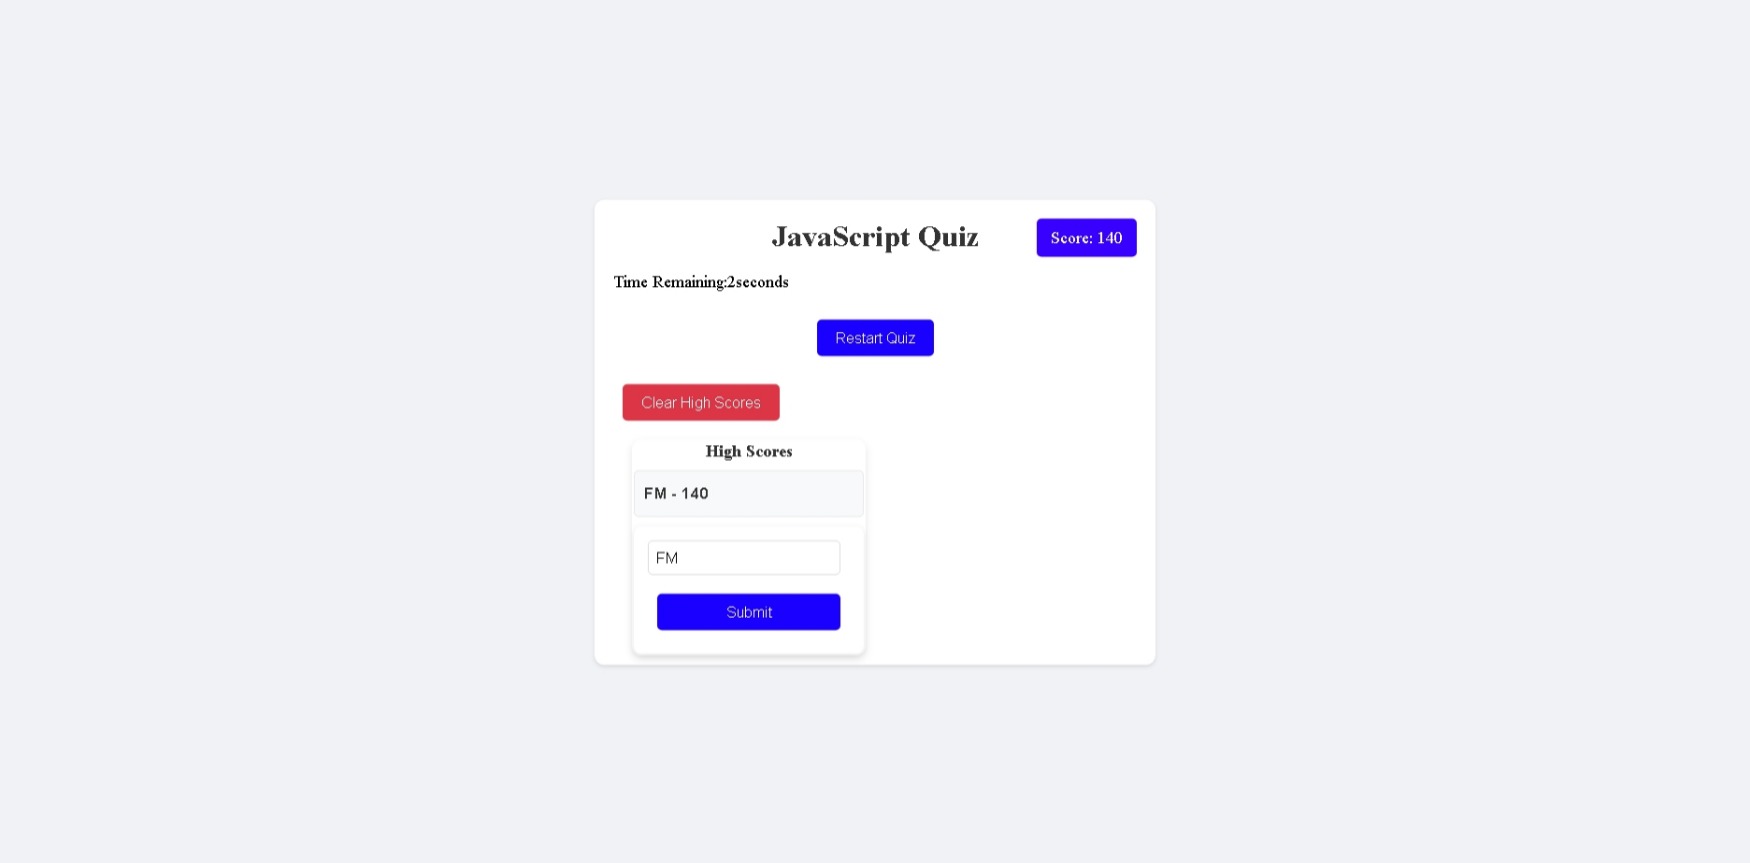 JavaScript Quiz
Score: 140
Time Remaining:2seconds
Restart Quiz
Clear High Scores
High Scores
FM - 140
FM
Submit